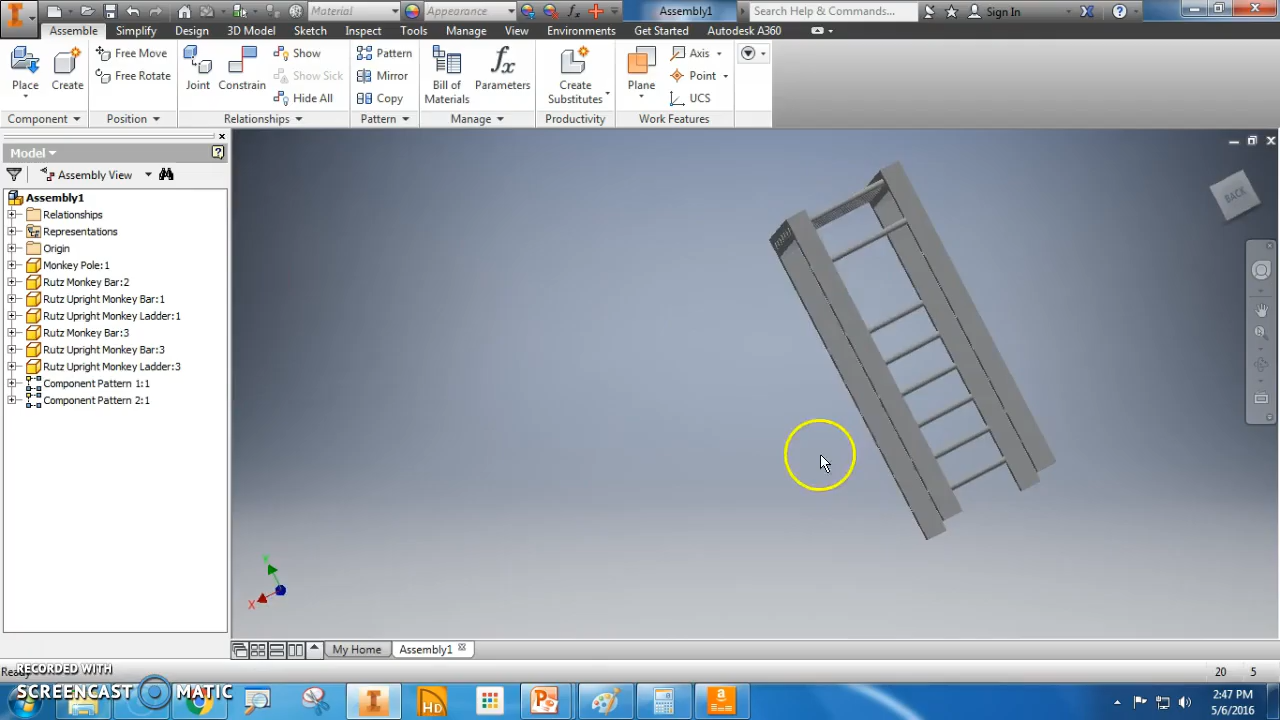 Material
Appearance
Assembly1
Search Help & Commands...
Sign In
Assemble Simplify Design 3D Model Sketch Inspect Tools Manage View Environments Get Started Autodesk A360
Place
Create
Free Move
Free Rotate
Joint
Constrain
Show
Show Sick
Hide All
Pattern
Mirror
Copy
Bill of
Materials
fx
Parameters
Create
Substitutes
Plane
Axis
Point
UCS
Component
Position
Relationships
Pattern
Manage
Productivity
Work Features
Model
Assembly View
Assembly1
Relationships
Representations
Origin
Monkey Pole:1
Rutz Monkey Bar:2
Rutz Upright Monkey Bar:1
Rutz Upright Monkey Ladder:1
Rutz Monkey Bar:3
Rutz Upright Monkey Bar:3
Rutz Upright Monkey Ladder:3
Component Pattern 1:1
Component Pattern 2:1
BACK
X
My Home
Assembly1
RECORDED WITH
SCREENCAST MATIC
20 5
HD
2:47 PM
5/6/2016